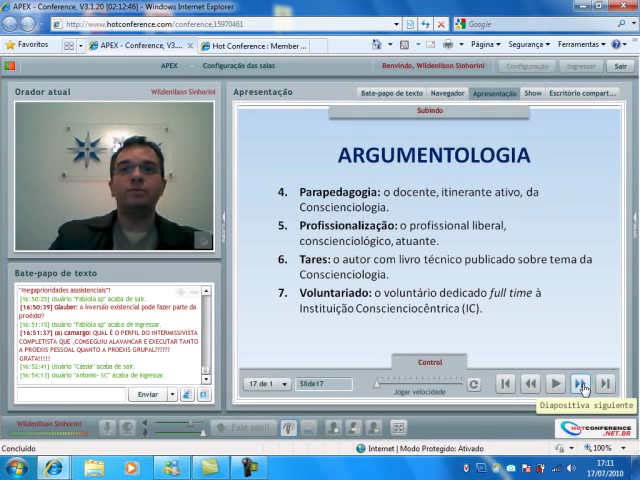 APEX - Conference, V3.1.20 [02:12:46] - Windows Internet Explorer
http://www.hotconference.com/conference,15970461
Google
Favoritos
APEX - Conference, V3....
Hot Conference : Member ...
Página
Segurança
Ferramentas
APEX
Configuração das salas
Benvindo, Wildenilson Sinhorini
Configuração
Ingressar
Sair
Orador atual
Wildenilson Sinhorini
Apresentação
Bate-papo de texto
Navegador
Apresentação
Show
Escritório compart...
Subindo
ARGUMENTOLOGIA
4. Parapedagogia: o docente, itinerante ativo, da
Conscienciologia.
5. Profissionalização: o profissional liberal,
conscienciológico, atuante.
6. Tares: o autor com livro técnico publicado sobre tema da
Conscienciologia.
7. Voluntariado: o voluntário dedicado full time à
Instituição Conscienciocêntrica (IC).
Bate-papo de texto
"megaprioridades asssistenciais"!
[16:50:25] Usuário "Fabiola sp" acaba de sair.
[16:50:39] Glauber: A inversão existencial pode fazer parte da
proéxis?
[16:51:15] Usuário "Fabiola sp" acaba de ingressar.
[16:51:37] (a) camargo: QUAL É O PERFIL DO INTERMISSIVISTA
COMPLETISTA QUE ,CONSEGUIU ALAVANCAR E EXECUTAR TANTO
A PROEXIS PESSOAL QUANTO A PROEXIS GRUPAL??????
GRATA!!!!!
[16:52:41] Usuário "Cássia" acaba de sair.
[16:54:13] Usuário "Antonio- SC" acaba de ingressar.
Enviar
Control
17 de 1
Slide17
Jogar velocidade
Diapositiva siguiente
Wildenilson Sinhorini
Fale aqui!
REC
HOTCONFERENCE
.NET.BR
Concluído
Internet | Modo Protegido: Ativado
100%
17:11
17/07/2010